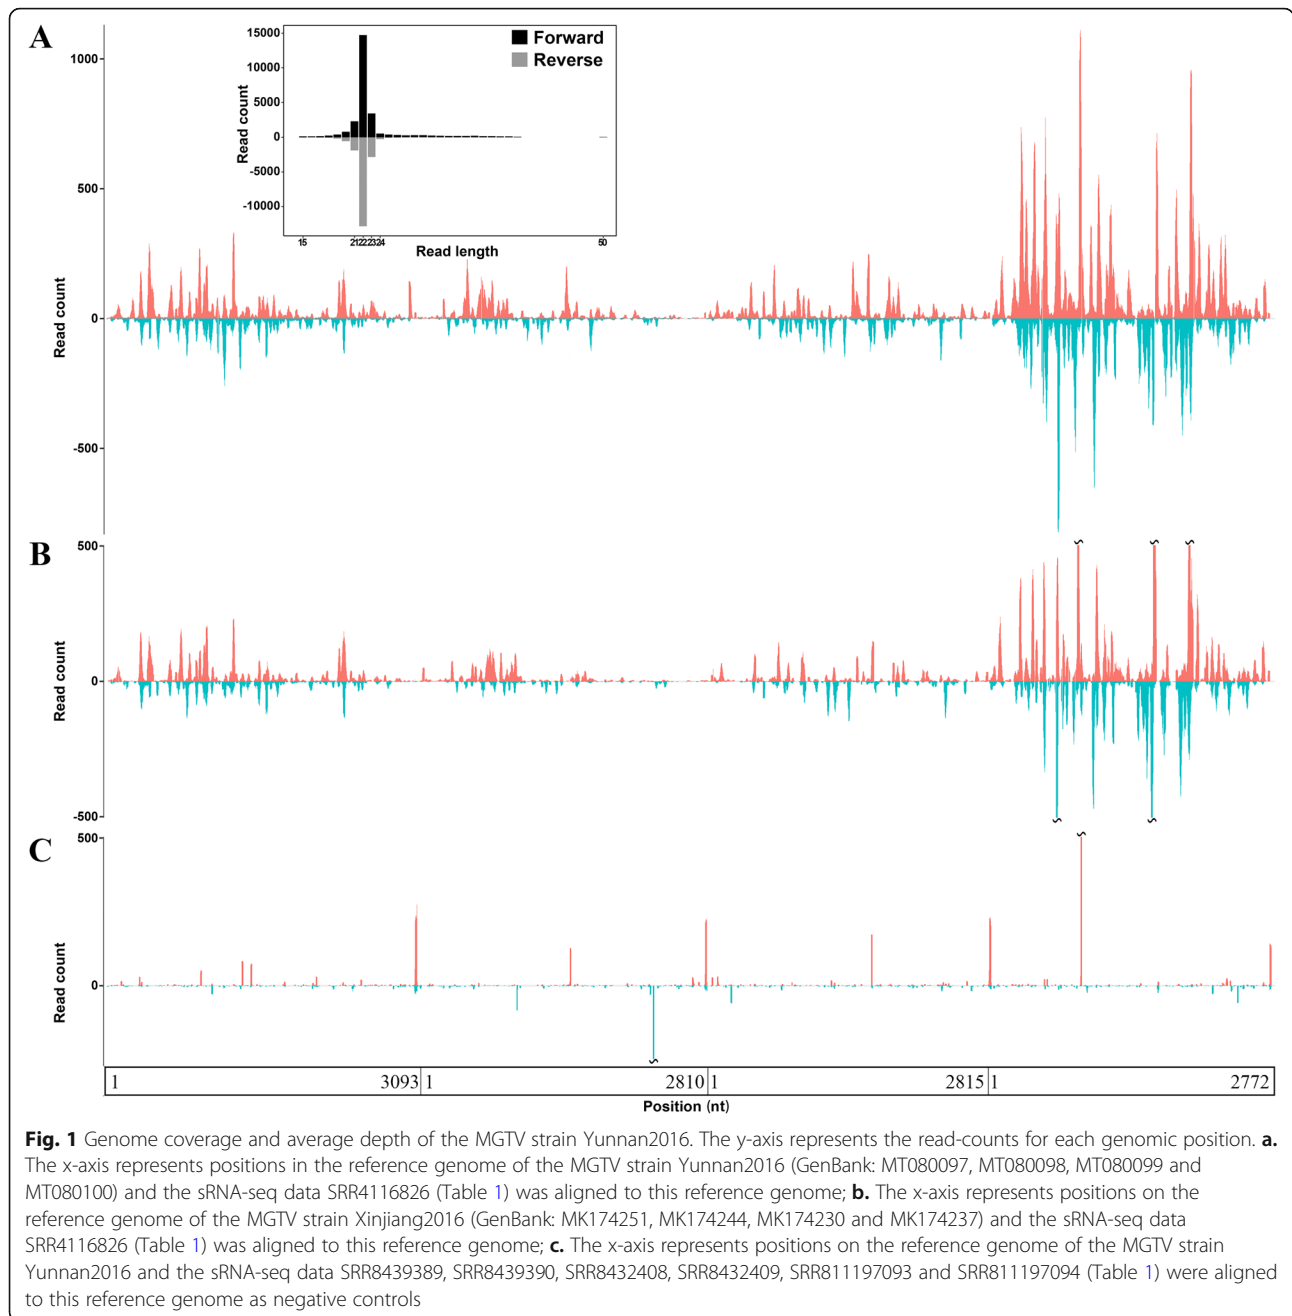 A
15000
10000
5000
0
-5000
-10000
Read count
Forward
Reverse
15
21222324
50
Read length
1000
500
0
-500
Read count
B
500
0
-500
Read count
C
500
0
Read count
1 3093 1 2810 1 2815 1 2772
Position (nt)
Fig. 1 Genome coverage and average depth of the MGTV strain Yunnan2016. The y-axis represents the read-counts for each genomic position. a.
The x-axis represents positions in the reference genome of the MGTV strain Yunnan2016 (GenBank: MT080097, MT080098, MT080099 and
MT080100) and the sRNA-seq data SRR4116826 (Table 1) was aligned to this reference genome; b. The x-axis represents positions on the
reference genome of the MGTV strain Xinjiang2016 (GenBank: MK174251, MK174244, MK174230 and MK174237) and the sRNA-seq data
SRR4116826 (Table 1) was aligned to this reference genome; c. The x-axis represents positions on the reference genome of the MGTV strain
Yunnan2016 and the sRNA-seq data SRR8439389, SRR8439390, SRR8432408, SRR8432409, SRR811197093 and SRR811197094 (Table 1) were aligned
to this reference genome as negative controls